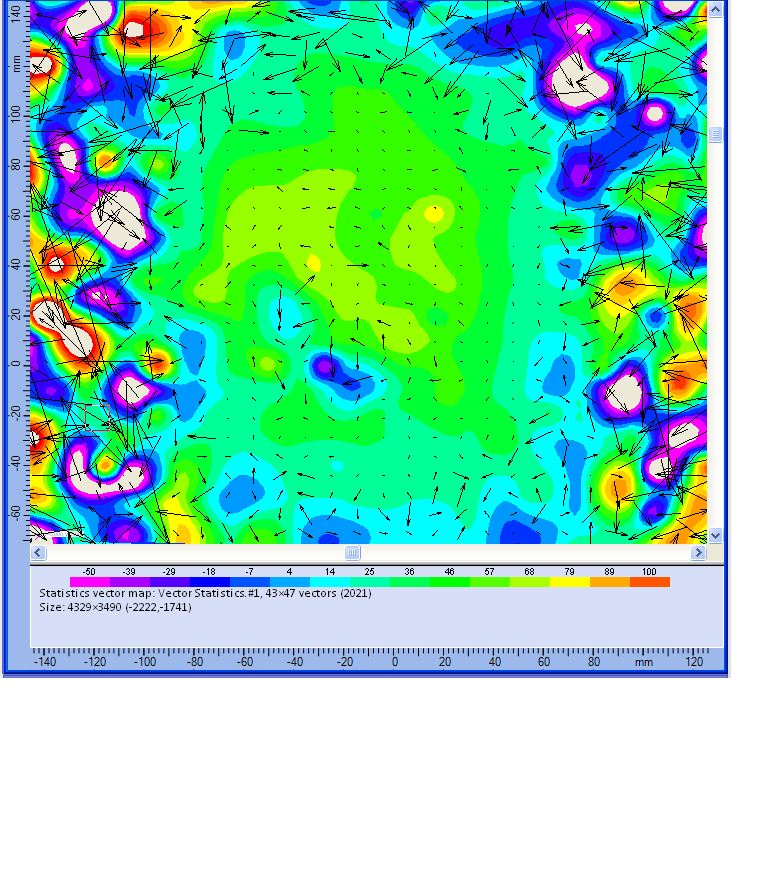 140
mm
100
80
60
40
20
0
-20
-40
-60
-50 -39 -29 -18 -7 4 14 25 36 46 57 68 79 89 100
Statistics vector map: Vector Statistics.#1, 43×47 vectors (2021)
Size: 4329×3490 (-2222,-1741)
-140 -120 -100 -80 -60 -40 -20 0 20 40 60 80 mm 120